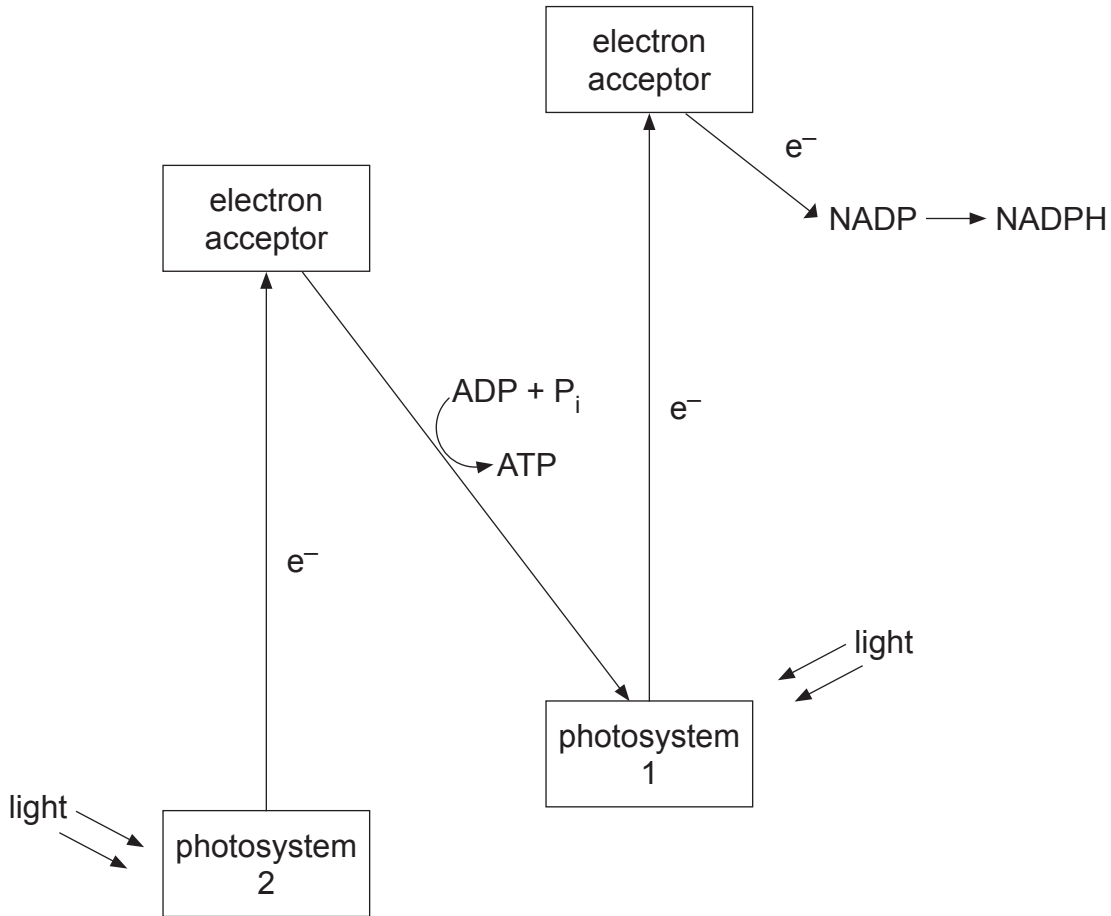 electron
acceptor
e–
NADP
NADPH
electron
acceptor
ADP + Pi
ATP
e–
e–
light
photosystem
1
light
photosystem
2